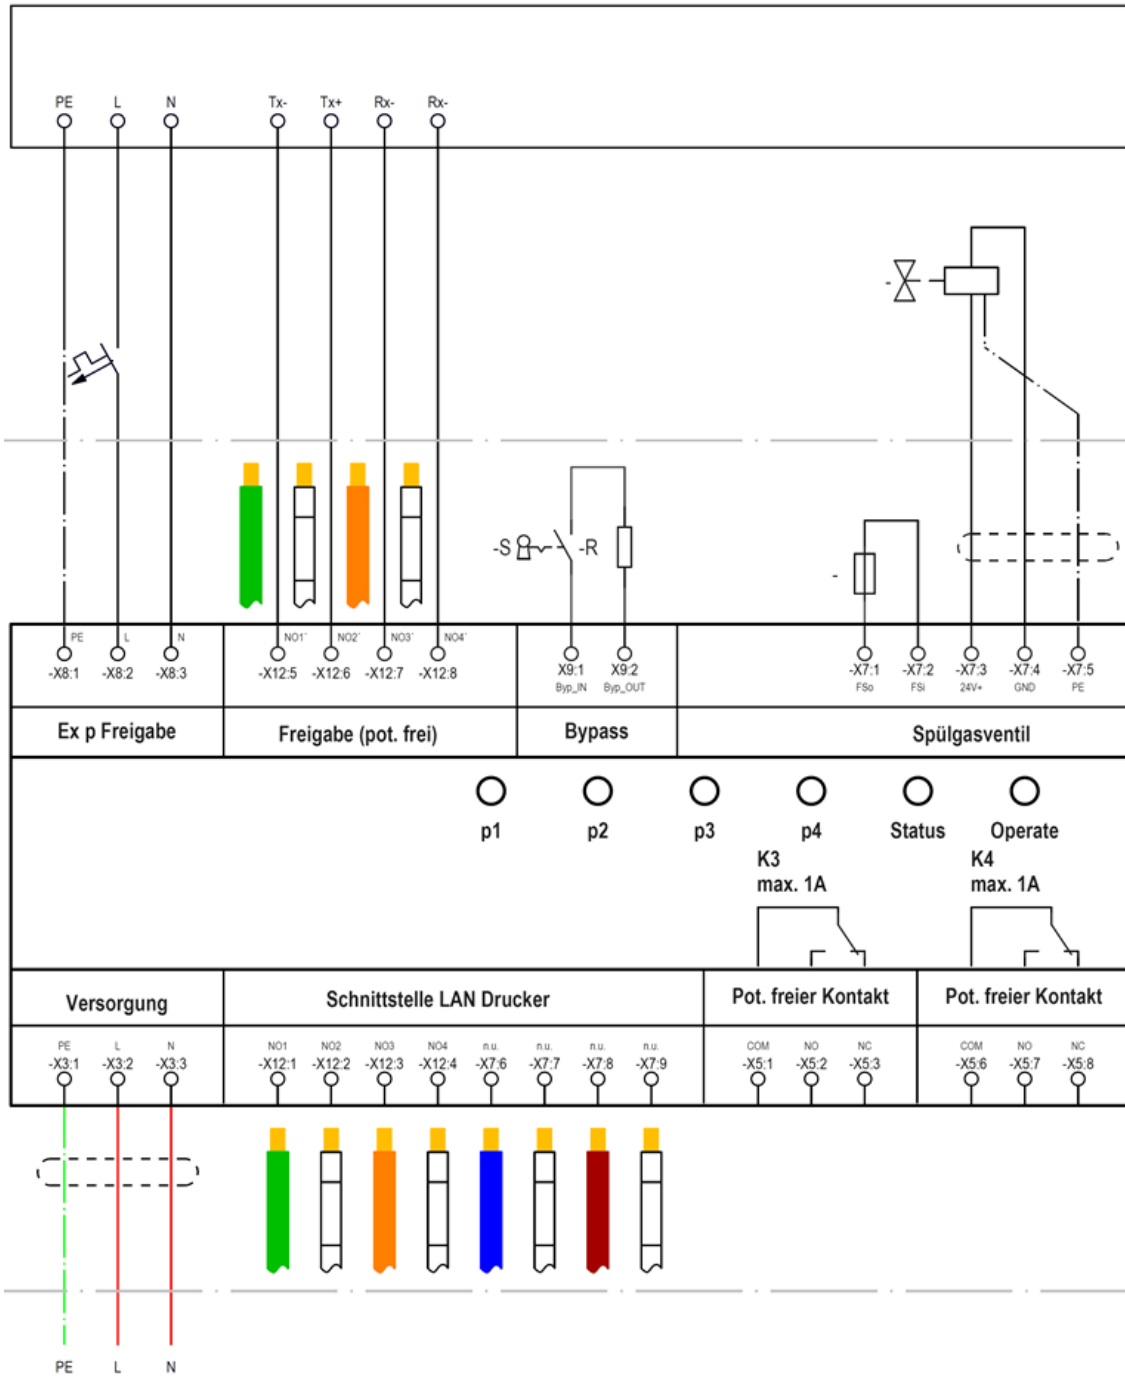 PE L N Tx- Tx+ Rx- Rx-
-
-S -R
-
PE L N NO1´ NO2´ NO3´ NO4´
-X8:1 -X8:2 -X8:3 -X12:5 -X12:6 -X12:7 -X12:8 X9:1 X9:2 -X7:1 -X7:2 -X7:3 -X7:4 -X7:5
Byp_IN Byp_OUT FSo FSi 24V+ GND PE
Ex p Freigabe Freigabe (pot. frei) Bypass Spülgasventil
p1 p2 p3 p4 Status Operate
K3 K4
max. 1A max. 1A
Versorgung Schnittstelle LAN Drucker Pot. freier Kontakt Pot. freier Kontakt
PE L N NO1 NO2 NO3 NO4 n.u. n.u. n.u. n.u. COM NO NC COM NO NC
-X3:1 -X3:2 -X3:3 -X12:1 -X12:2 -X12:3 -X12:4 -X7:6 -X7:7 -X7:8 -X7:9 -X5:1 -X5:2 -X5:3 -X5:6 -X5:7 -X5:8
PE L N